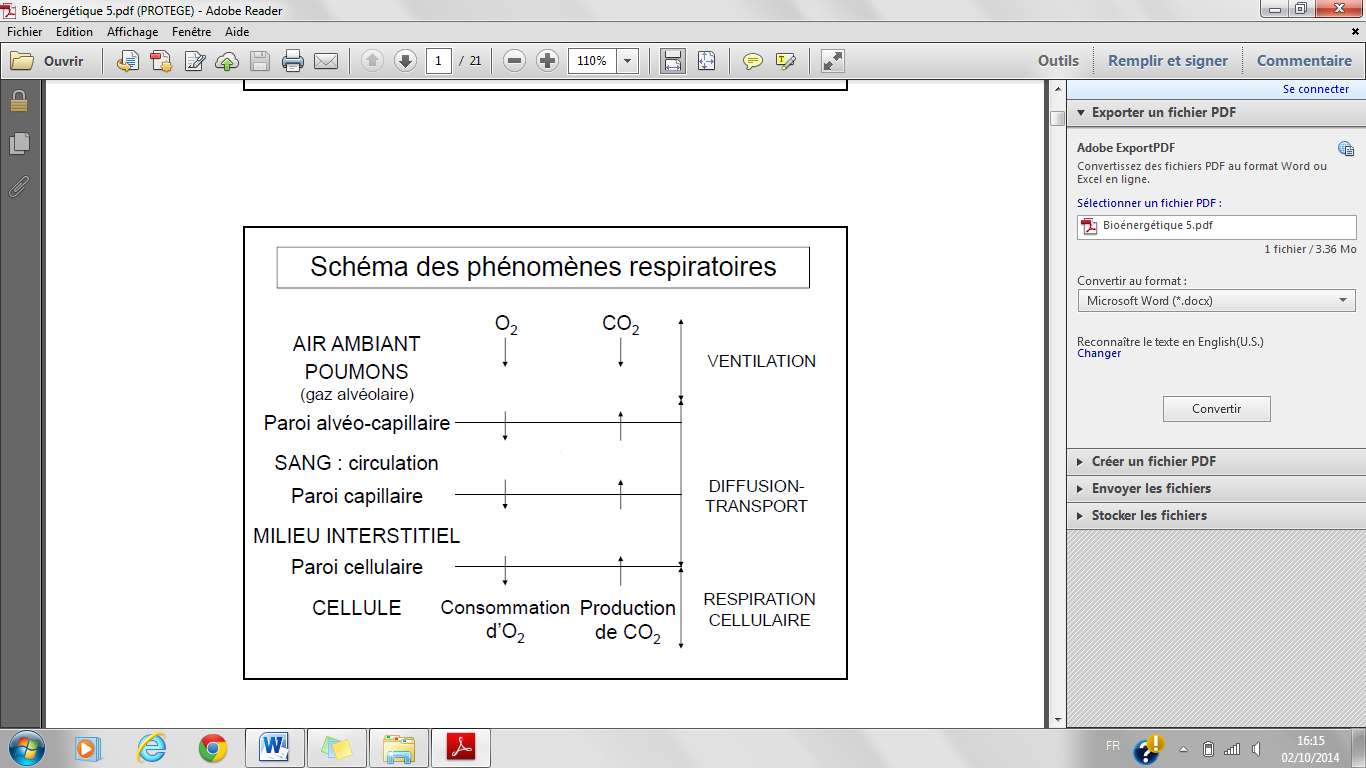 Bioénergétique 5.pdf (PROTEGE) - Adobe Reader
Fichier Edition Affichage Fenêtre Aide
Ouvrir 1 / 21 110% Outils Remplir et signer Commentaire
Se connecter
Exporter un fichier PDF
Adobe ExportPDF
Convertissez des fichiers PDF au format Word ou
Excel en ligne.
Sélectionner un fichier PDF :
Bioénergétique 5.pdf
1 fichier / 3.36 Mo
Convertir au format :
Microsoft Word (*.docx)
Reconnaître le texte en English(U.S.)
Changer
Convertir
Créer un fichier PDF
Envoyer les fichiers
Stocker les fichiers
Schéma des phénomènes respiratoires
O2 CO2
AIR AMBIANT
POUMONS
(gaz alvéolaire)
VENTILATION
Paroi alvéo-capillaire
SANG : circulation
Paroi capillaire
DIFFUSION-
TRANSPORT
MILIEU INTERSTITIEL
Paroi cellulaire
CELLULE
Consommation
d'O2
Production
de CO2
RESPIRATION
CELLULAIRE
FR
16:15
02/10/2014